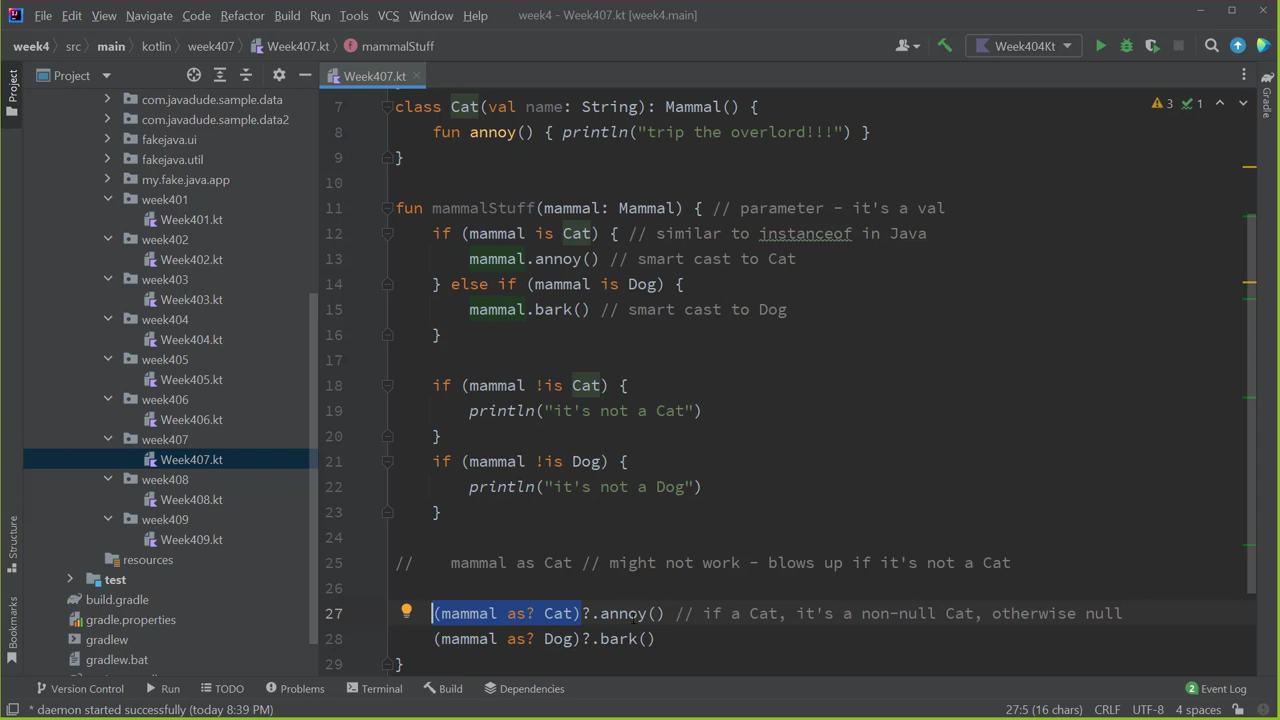 File Edit View Navigate Code Refactor Build Run Tools VCS Window Help week4 - Week407.kt [week4.main]
week4 src main kotlin week407 Week407.kt mammalStuff Week404Kt
Project Week407.kt
Project
Structure
Bookmarks
Gradle
com.javadude.sample.data
com.javadude.sample.data2
fakejava.ui
fakejava.util
my.fake.java.app
week401
Week401.kt
week402
Week402.kt
week403
Week403.kt
week404
Week404.kt
week405
Week405.kt
week406
Week406.kt
week407
Week407.kt
week408
Week408.kt
week409
Week409.kt
resources
test
build.gradle
gradle.properties
gradlew
gradlew.bat
3 1
7 class Cat(val name: String): Mammal() {
8 fun annoy() { println("trip the overlord!!!") }
9 }
10
11 fun mammalStuff(mammal: Mammal) { // parameter - it's a val
12 if (mammal is Cat) { // similar to instanceof in Java
13 mammal.annoy() // smart cast to Cat
14 } else if (mammal is Dog) {
15 mammal.bark() // smart cast to Dog
16 }
17
18 if (mammal !is Cat) {
19 println("it's not a Cat")
20 }
21 if (mammal !is Dog) {
22 println("it's not a Dog")
23 }
24
25 // mammal as Cat // might not work - blows up if it's not a Cat
26
27 (mammal as? Cat)?.annoy() // if a Cat, it's a non-null Cat, otherwise null
28 (mammal as? Dog)?.bark()
29 }
Version Control Run TODO Problems Terminal Build Dependencies 2 Event Log
* daemon started successfully (today 8:39 PM) 27:5 (16 chars) CRLF UTF-8 4 spaces